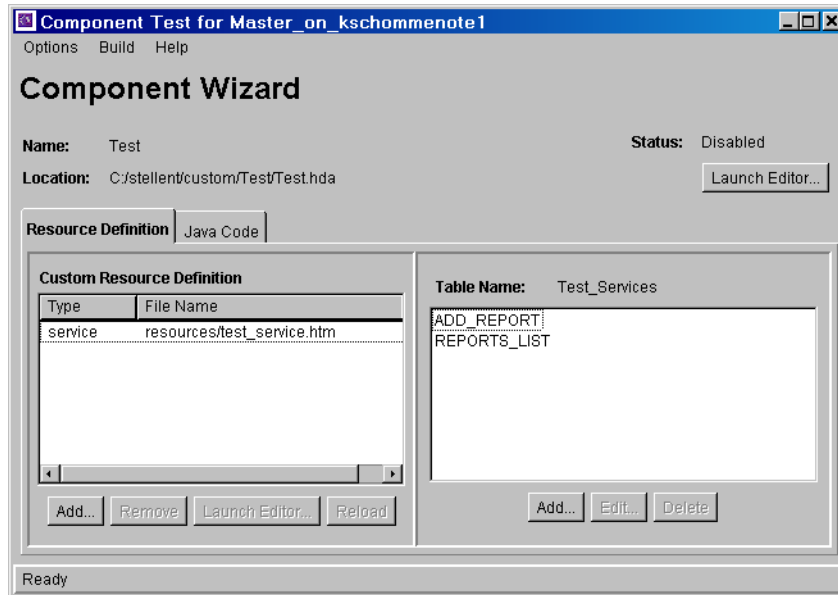 Component Test for Master_on_kschommenote1
Options Build Help
Component Wizard
Name: Test
Status: Disabled
Location: C:/stellent/custom/Test/Test.hda
Launch Editor...
Resource Definition Java Code
Custom Resource Definition
Type File Name
service resources/test_service.htm
Add... Remove Launch Editor... Reload
Table Name: Test_Services
ADD_REPORT
REPORTS_LIST
Add... Edit... Delete
Ready